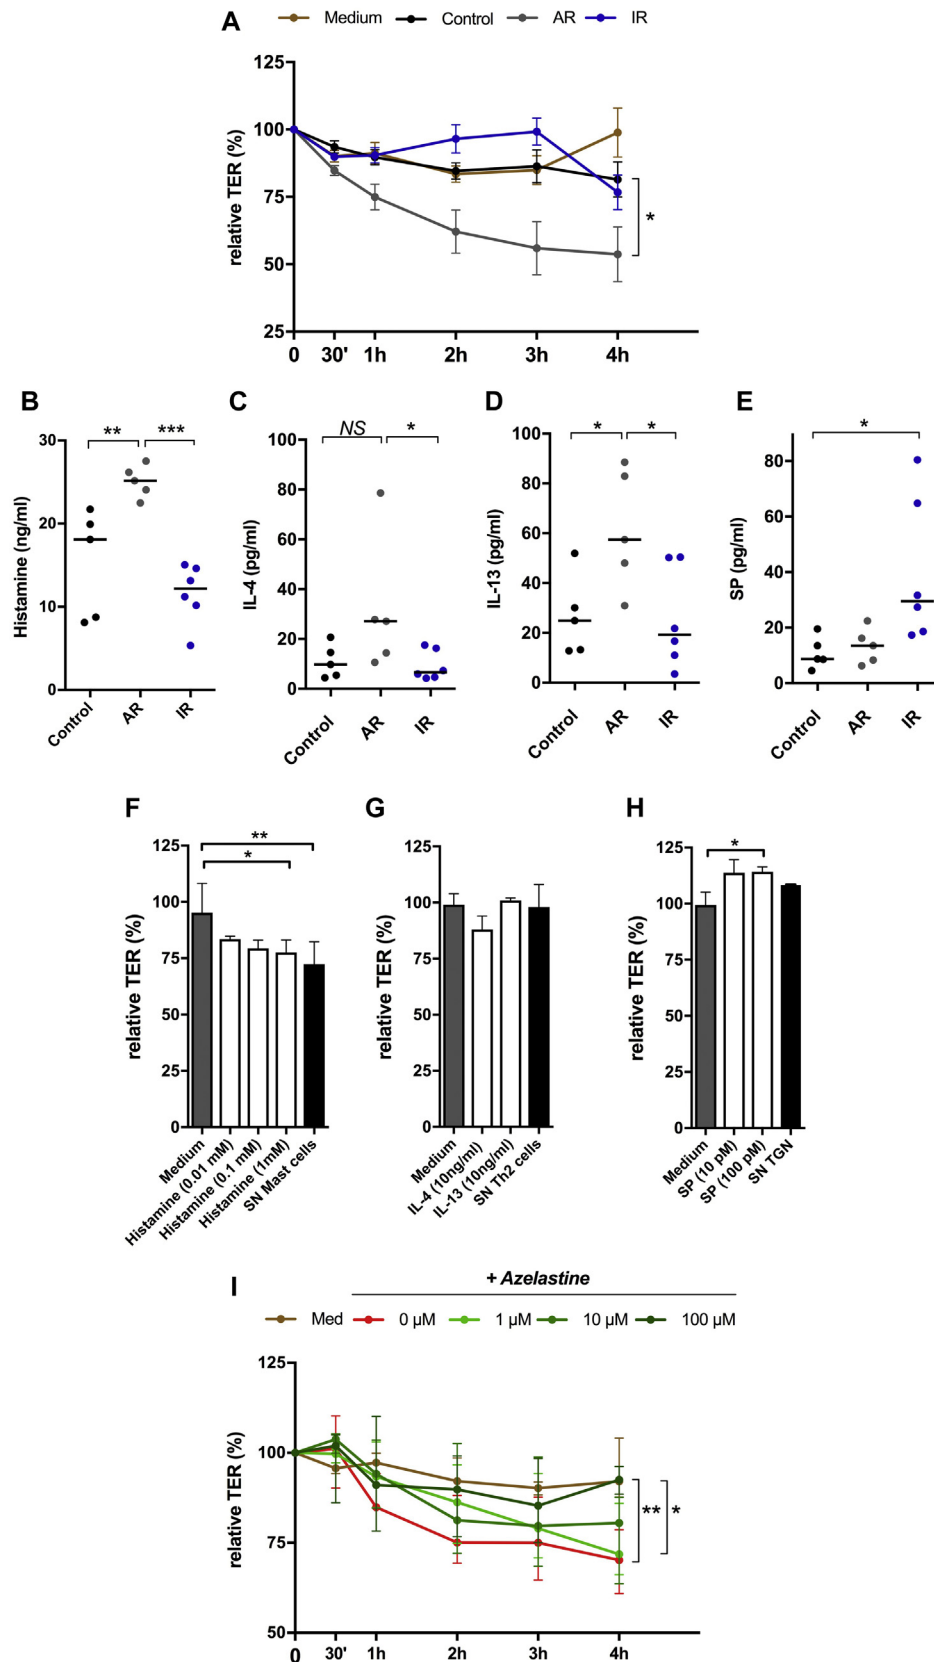 A
Medium Control AR IR
relative TER (%)
125
100
75
50
25
*
0 30' 1h 2h 3h 4h
B
Histamine (ng/ml)
** ***
30
20
10
0
Control AR IR
C
IL-4 (pg/ml)
NS *
100
80
60
40
20
0
Control AR IR
D
IL-13 (pg/ml)
* *
100
80
60
40
20
0
Control AR IR
E
SP (pg/ml)
*
80
60
40
20
0
Control AR IR
F
relative TER (%)
**
*
125
100
75
50
25
0
Medium
Histamine (0.01 mM)
Histamine (0.1 mM)
Histamine (1mM)
SN Mast cells
G
relative TER (%)
125
100
75
50
25
0
Medium
IL-4 (10ng/ml)
IL-13 (10ng/ml)
SN Th2 cells
H
relative TER (%)
*
125
100
75
50
25
0
Medium
SP (10 pM)
SP (100 pM)
SN TGN
I
+ Azelastine
Med 0 µM 1 µM 10 µM 100 µM
relative TER (%)
125
100
75
50
** *
0 30' 1h 2h 3h 4h